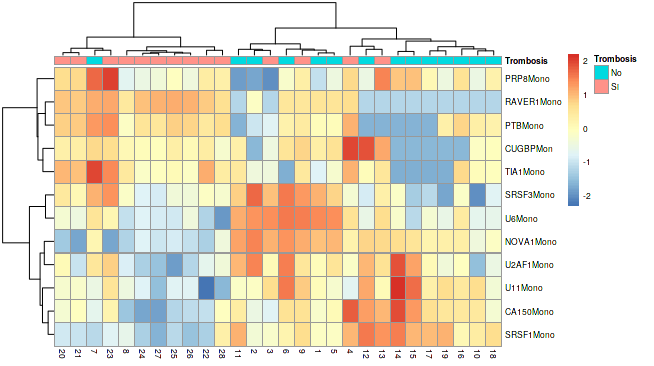 Trombosis
PRP8Mono
RAVER1Mono
PTBMono
CUGBPMono
TIA1Mono
SRSF3Mono
U6Mono
NOVA1Mono
U2AF1Mono
U11Mono
CA150Mono
SRSF1Mono
20 21 7 23 8 24 27 25 26 22 28 11 2 3 6 9 1 5 4 12 13 14 15 17 19 16 10 18
2
1
0
-1
-2
Trombosis
No
SI